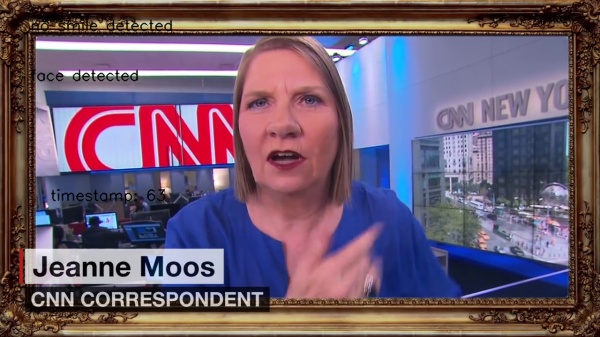 no smile detected
face detected
CNN
CNN NEW YO
timestamp: 63
Jeanne Moos
CNN CORRESPONDENT